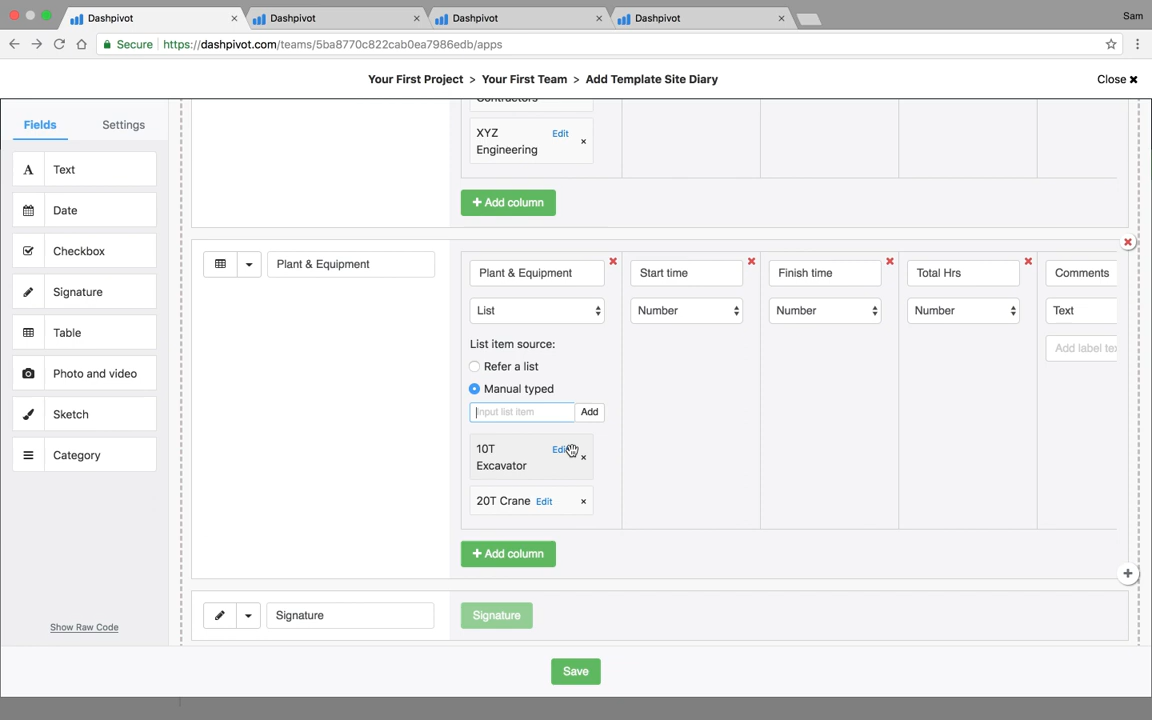 Dashpivot
Dashpivot
Dashpivot
Dashpivot
Sam
Secure
https://dashpivot.com/teams/5ba8770c822cab0ea7986edb/apps
Your First Project > Your First Team > Add Template Site Diary
Close ×
Fields
Settings
A Text
Date
Checkbox
Signature
Table
Photo and video
Sketch
Category
Show Raw Code
Contractors
XYZ Edit ×
Engineering
+ Add column
Plant & Equipment
Plant & Equipment
Start time
Finish time
Total Hrs
Comments
List
Number
Number
Number
Text
List item source:
Add label tex
Refer a list
Manual typed
Input list item
Add
10T Edit ×
Excavator
20T Crane Edit ×
+ Add column
Signature
Signature
Save